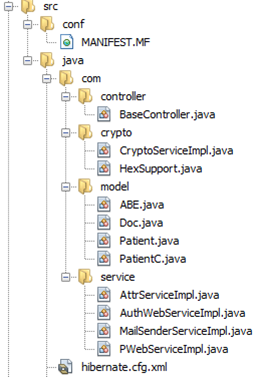 src
conf
MANIFEST.MF
java
com
controller
BaseController.java
crypto
CryptoServiceImpl.java
HexSupport.java
model
ABE.java
Doc.java
Patient.java
PatientC.java
service
AttrServiceImpl.java
AuthWebServiceImpl.java
MailSenderServiceImpl.java
PWebServiceImpl.java
hibernate.cfg.xml